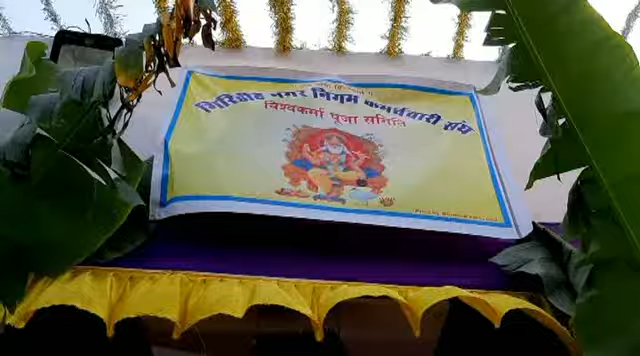 गिरिडीह नगर निगम कर्मचारी संघ
विश्वकर्मा पूजा समिति